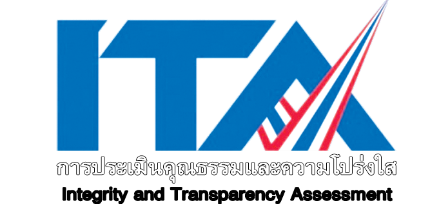 ITA
การประเมินคุณธรรมและความโปร่งใส
Integrity and Transparency Assessment